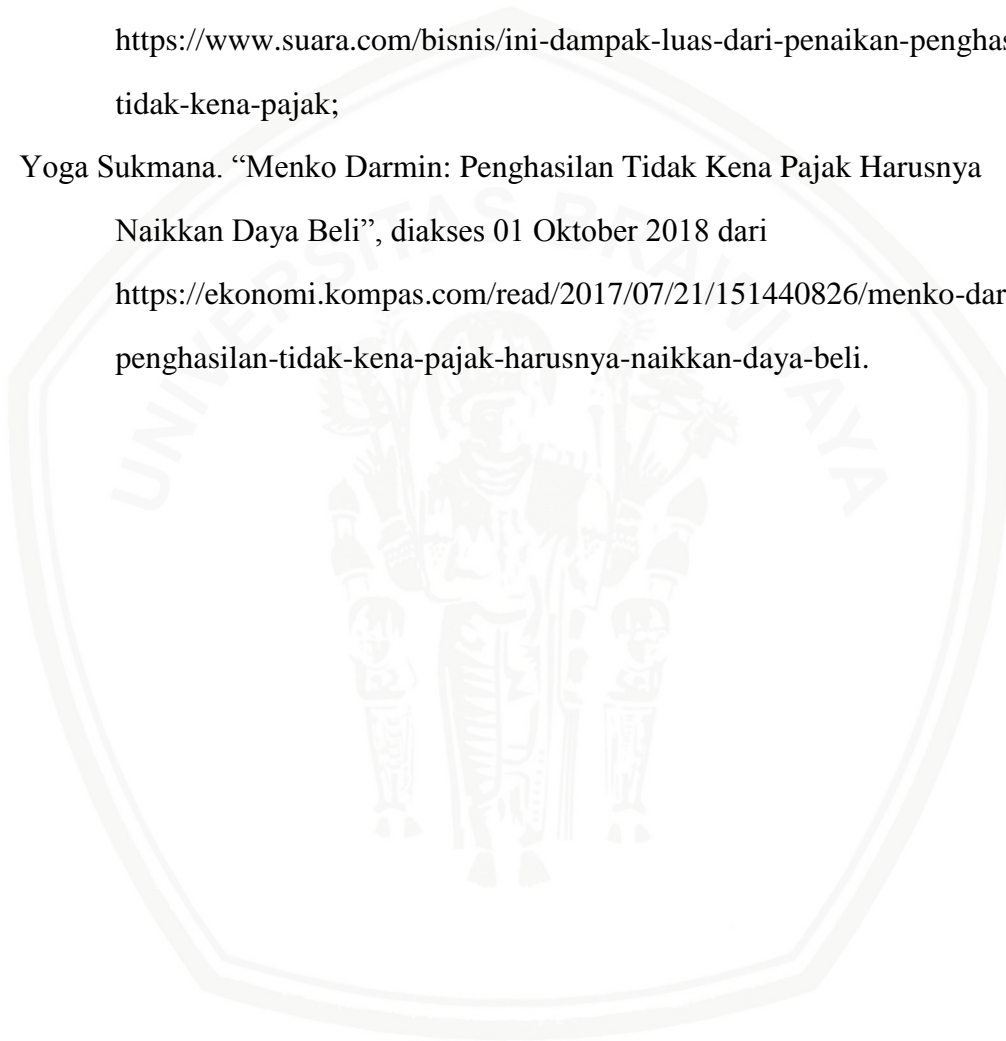 https://www.suara.com/bisnis/ini-dampak-luas-dari-penaikan-penghas
tidak-kena-pajak;
Yoga Sukmana. “Menko Darmin: Penghasilan Tidak Kena Pajak Harusnya
Naikkan Daya Beli”, diakses 01 Oktober 2018 dari
https://ekonomi.kompas.com/read/2017/07/21/151440826/menko-dar
penghasilan-tidak-kena-pajak-harusnya-naikkan-daya-beli.
UNIVERSITAS BRAWIJAYA